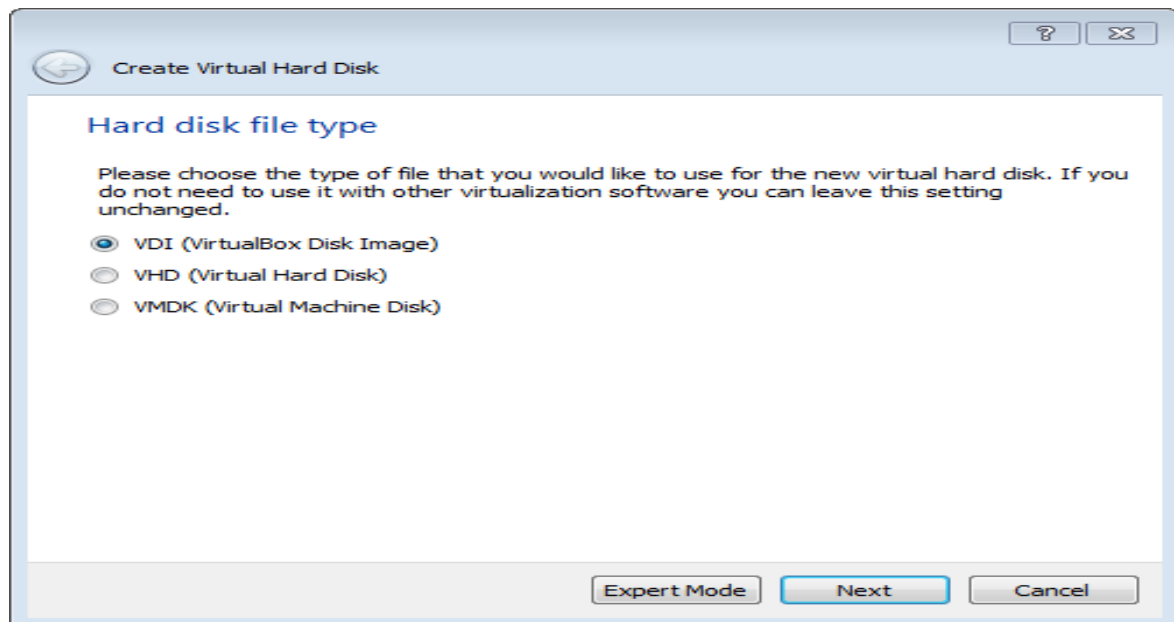 Create Virtual Hard Disk
Hard disk file type
Please choose the type of file that you would like to use for the new virtual hard disk. If you
do not need to use it with other virtualization software you can leave this setting
unchanged.
VDI (VirtualBox Disk Image)
VHD (Virtual Hard Disk)
VMDK (Virtual Machine Disk)
Expert Mode Next Cancel